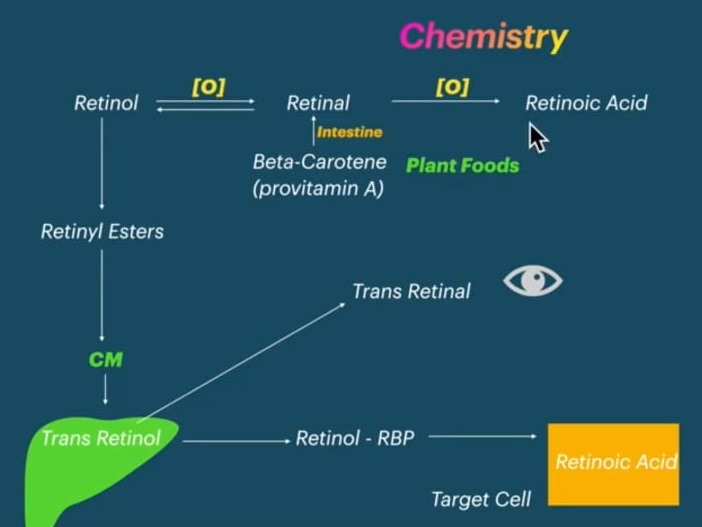 Chemistry
[O]
[O]
Retinol
Retinal
Retinoic Acid
Intestine
Beta-Carotene
(provitamin A)
Plant Foods
Retinyl Esters
Trans Retinal
CM
Trans Retinol
Retinol - RBP
Retinoic Acid
Target Cell